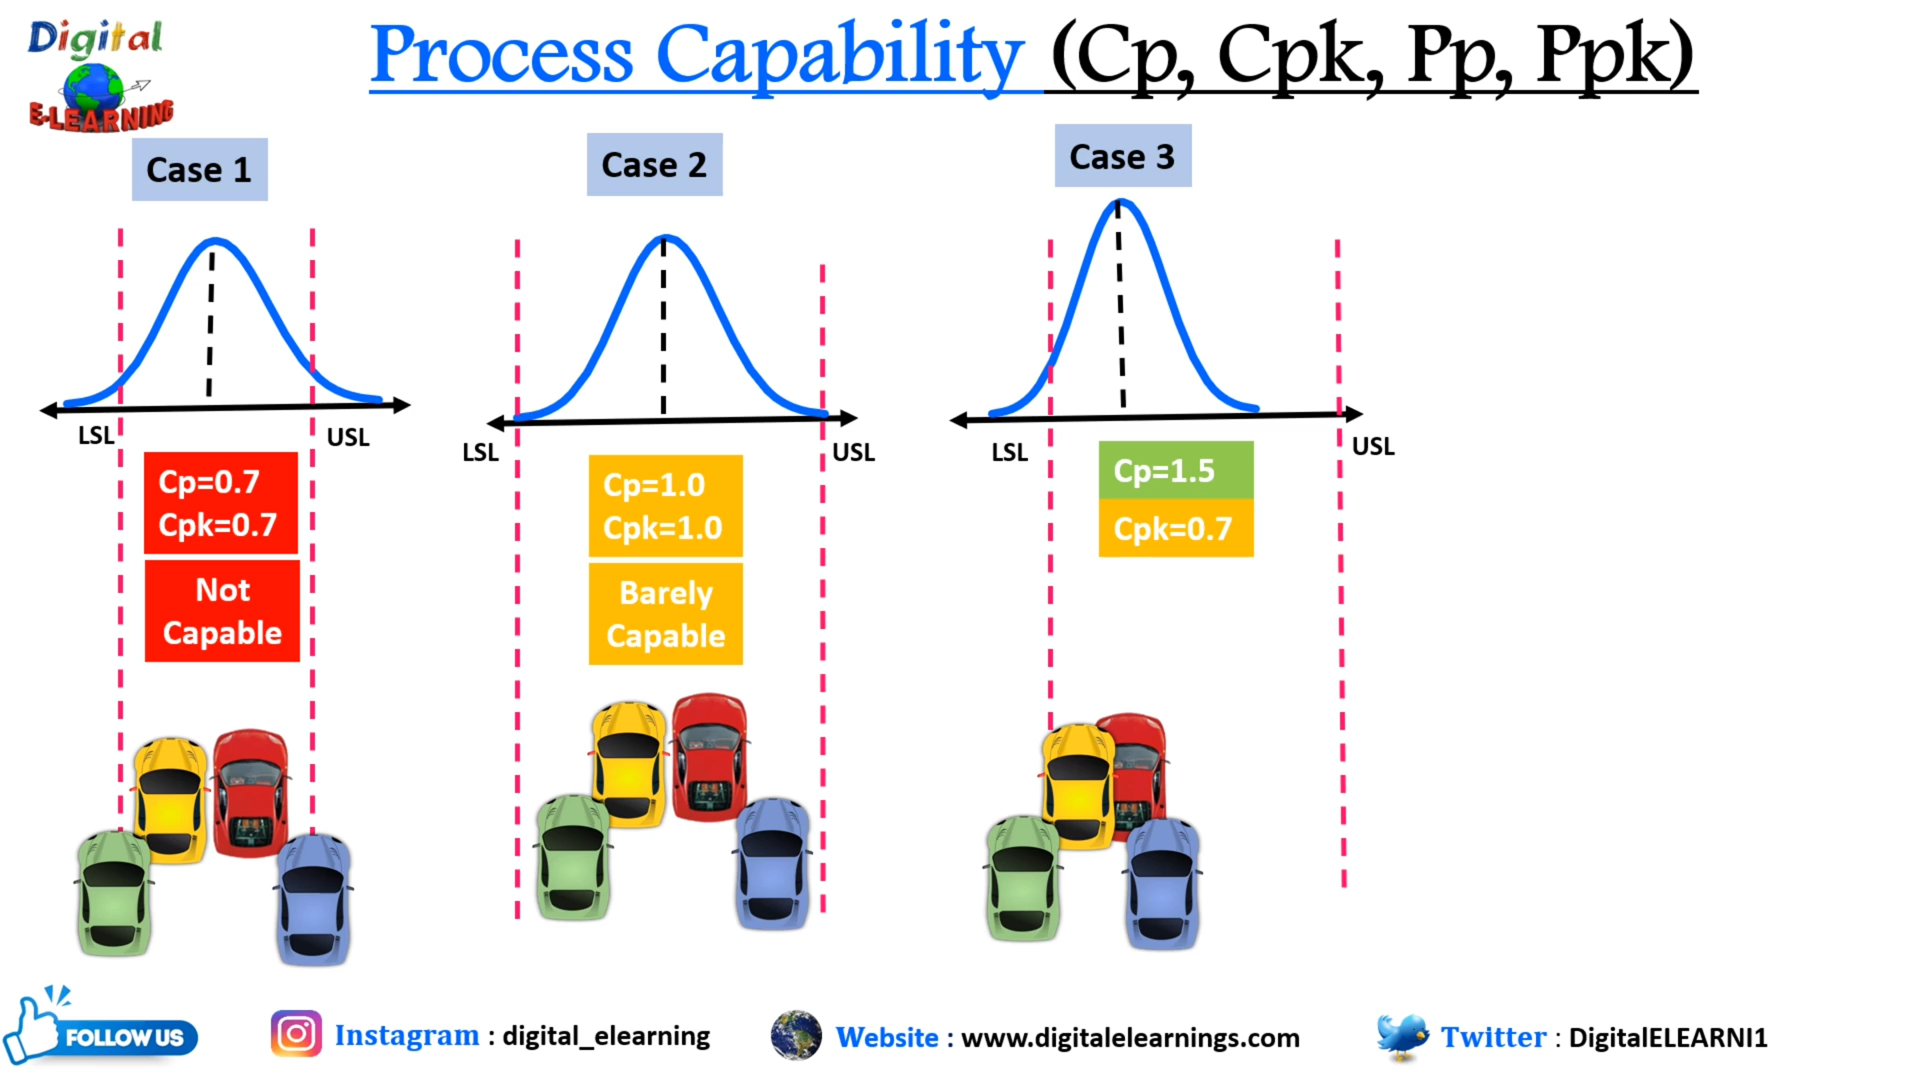 Digital
E-LEARNING
Process Capability (Cp, Cpk, Pp, Ppk)
Case 1
Case 2
Case 3
LSL
USL
LSL
USL
LSL
USL
Cp=0.7
Cpk=0.7
Not
Capable
Cp=1.0
Cpk=1.0
Barely
Capable
Cp=1.5
Cpk=0.7
FOLLOW US
Instagram : digital_elearning
Website : www.digitalelearnings.com
Twitter : DigitalELEARNI1